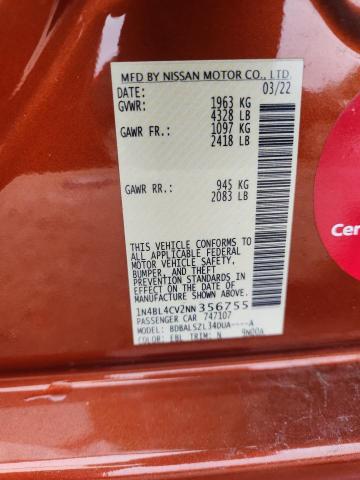 MFD BY NISSAN MOTOR CO., LTD.
DATE: 03/22
GVWR: 1963 KG
4328 LB
GAWR FR.: 1097 KG
2418 LB
GAWR RR.: 945 KG
2083 LB
THIS VEHICLE CONFORMS TO
ALL APPLICABLE FEDERAL
MOTOR VEHICLE SAFETY,
BUMPER, AND THEFT
PREVENTION STANDARDS IN
EFFECT ON THE DATE OF
MANUFACTURE SHOWN ABOVE.
1N4BL4CV2NN356755
PASSENGER CAR 747107
MODEL: BDBALSZL34DUA----A
COLOR: EBL TRIM: N 9N00A
Cer